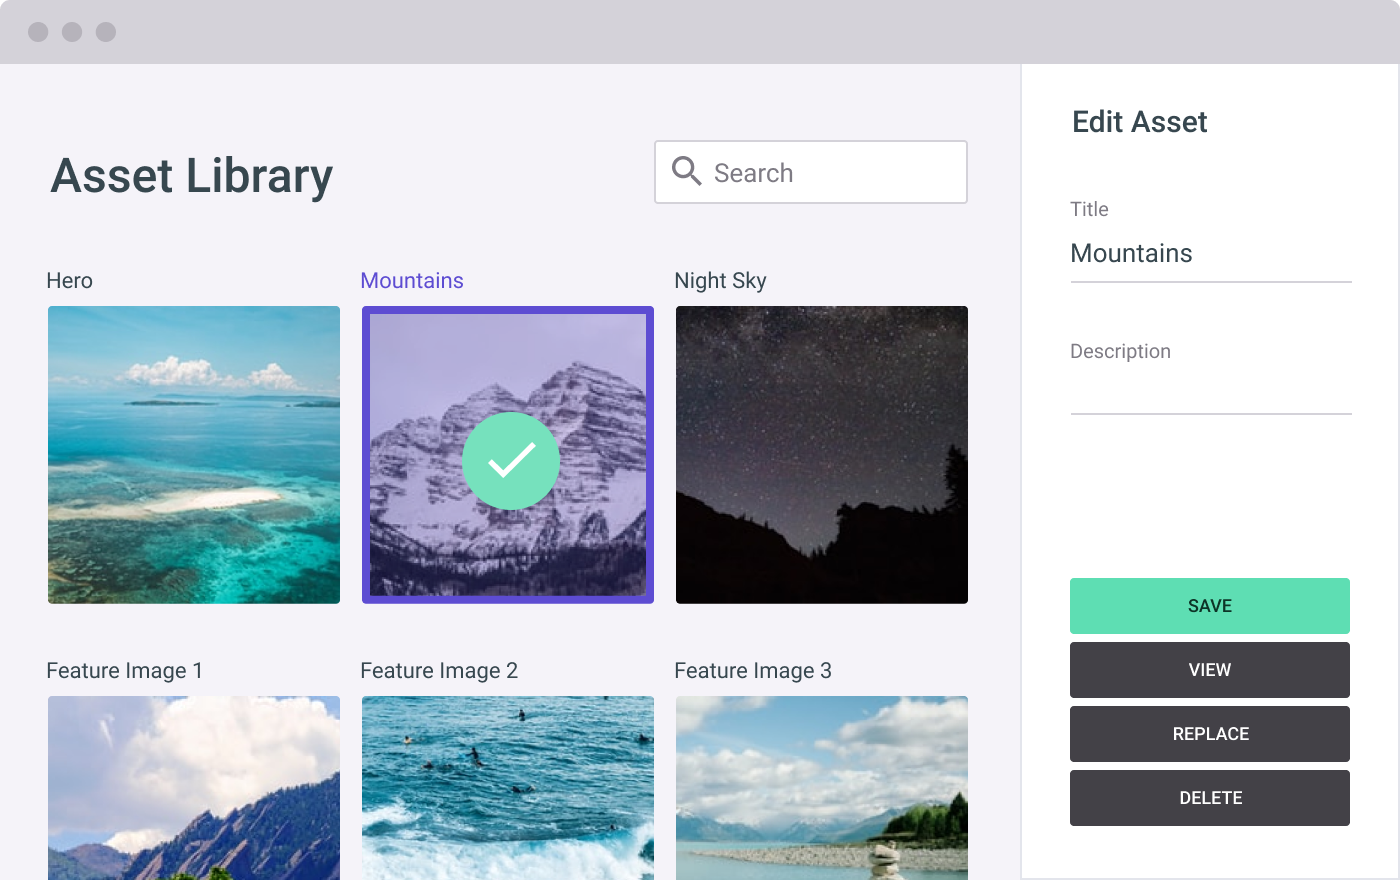 Asset Library
Search
Hero
Mountains
Night Sky
Feature Image 1
Feature Image 2
Feature Image 3
Edit Asset
Title
Mountains
Description
SAVE
VIEW
REPLACE
DELETE